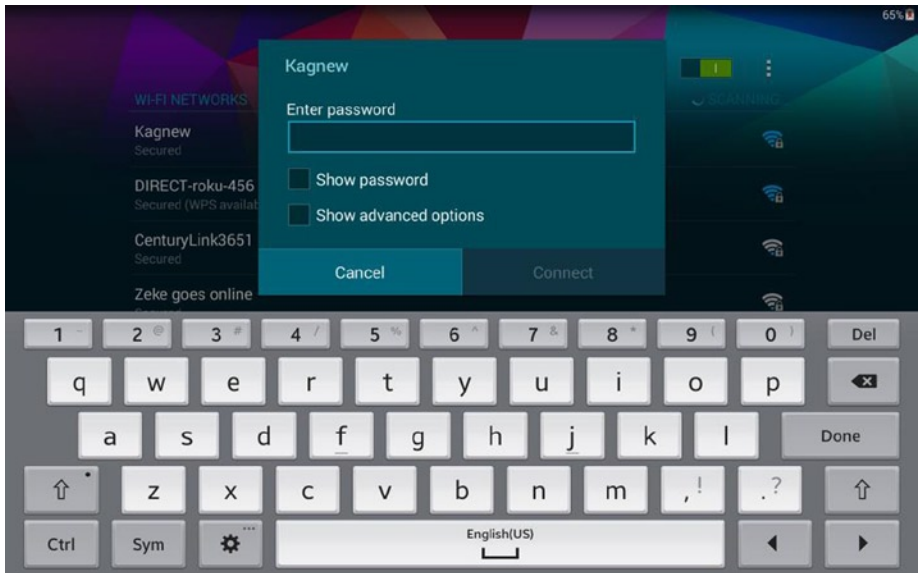 65%
Kagnew
WI-FI NETWORKS
SCANNING...
Enter password
Kagnew
Secured
Show password
DIRECT-roku-456
Secured (WPS availab
Show advanced options
CenturyLink3651
Secured
Cancel Connect
Zeke goes online
1 - 2 @ 3 # 4 / 5 % 6 ^ 7 & 8 * 9 ( 0 ) Del
q w e r t y u i o p
a s d f g h j k l Done
z x c v b n m , ! . ?
Ctrl Sym English(US)